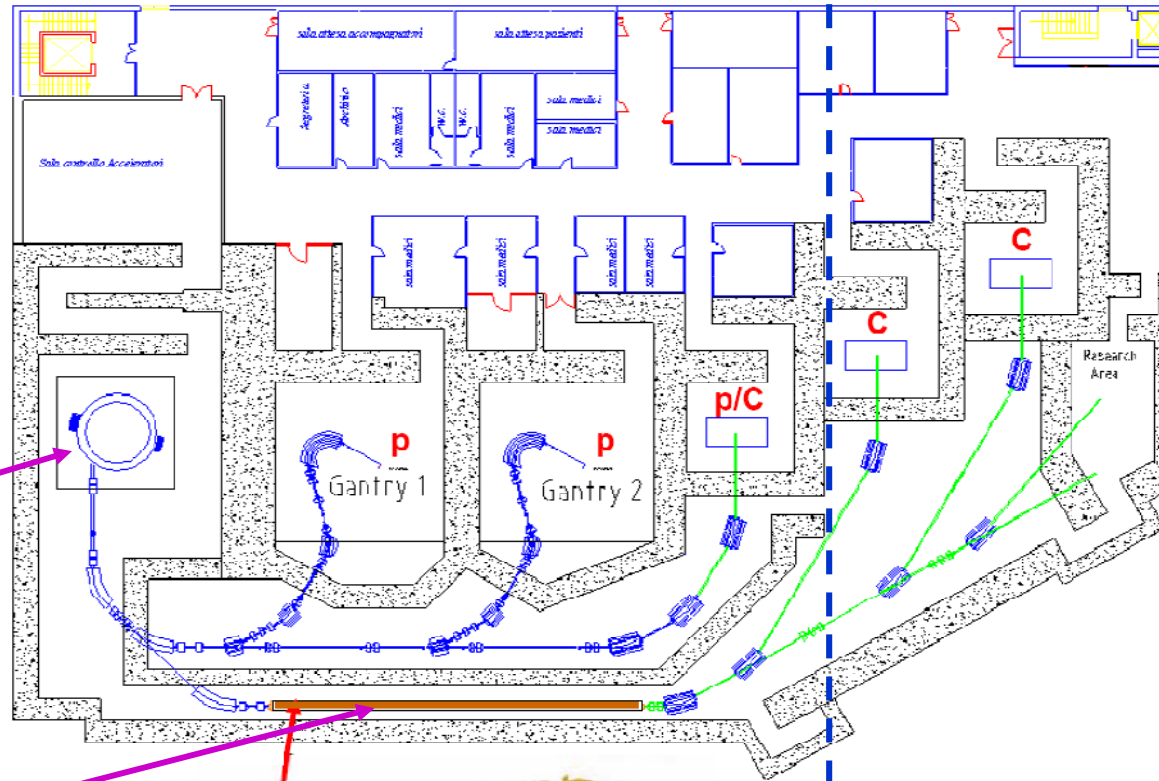 sala attesa accompagnatori
sala attesa pazienti
Segreteria
Archivio
sala medici
W.C.
W.C.
sala medici
sala medici
sala medici
Sala controllo Acceleratori
sala medici
sala medici
sala medici
sala medici
C
C
Research
Area
p/C
p
Gantry 1
p
Gantry 2